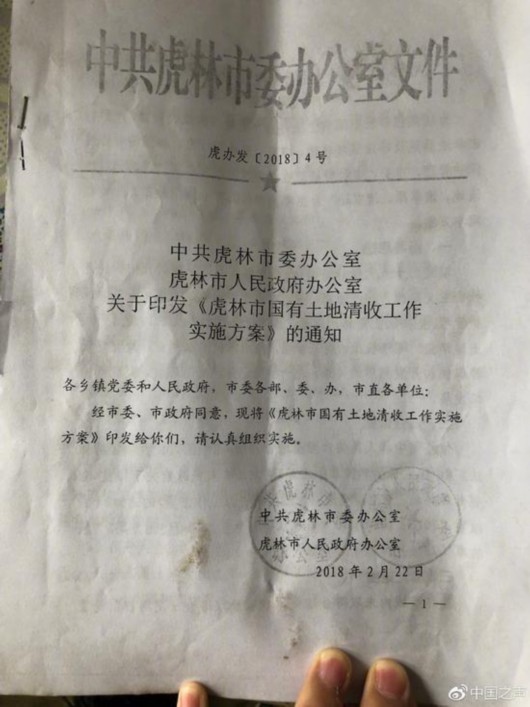 中共虎林市委办公室文件
虎办发〔2018〕4号
中共虎林市委办公室
虎林市人民政府办公室
关于印发《虎林市国有土地清收工作
实施方案》的通知
各乡镇党委和人民政府，市委各部、委、办，市直各单位：
经市委、市政府同意，现将《虎林市国有土地清收工作实施
方案》印发给你们，请认真组织实施。
中共虎林市委办公室
虎林市人民政府办公室
2018年2月22日
—1—